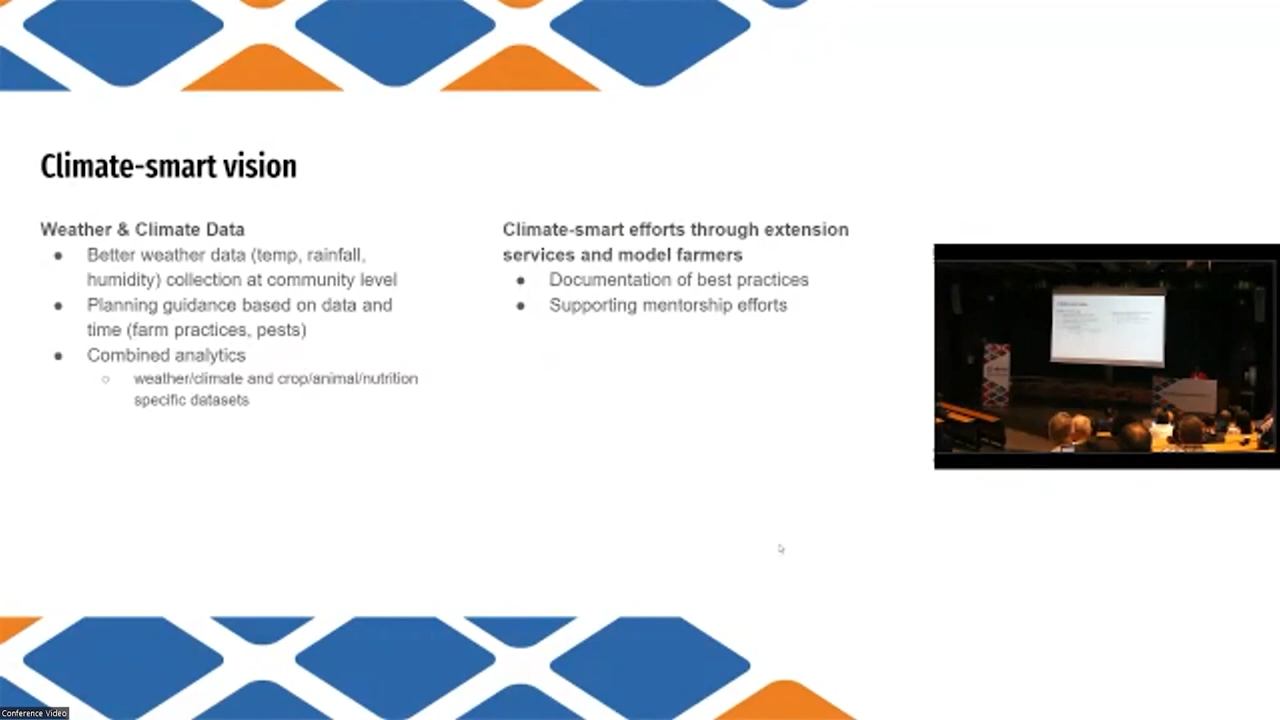 Climate-smart vision
Weather & Climate Data
Better weather data (temp, rainfall,
humidity) collection at community level
Planning guidance based on data and
time (farm practices, pests)
Combined analytics
weather/climate and crop/animal/nutrition
specific datasets
Climate-smart efforts through extension
services and model farmers
Documentation of best practices
Supporting mentorship efforts
Conference Video